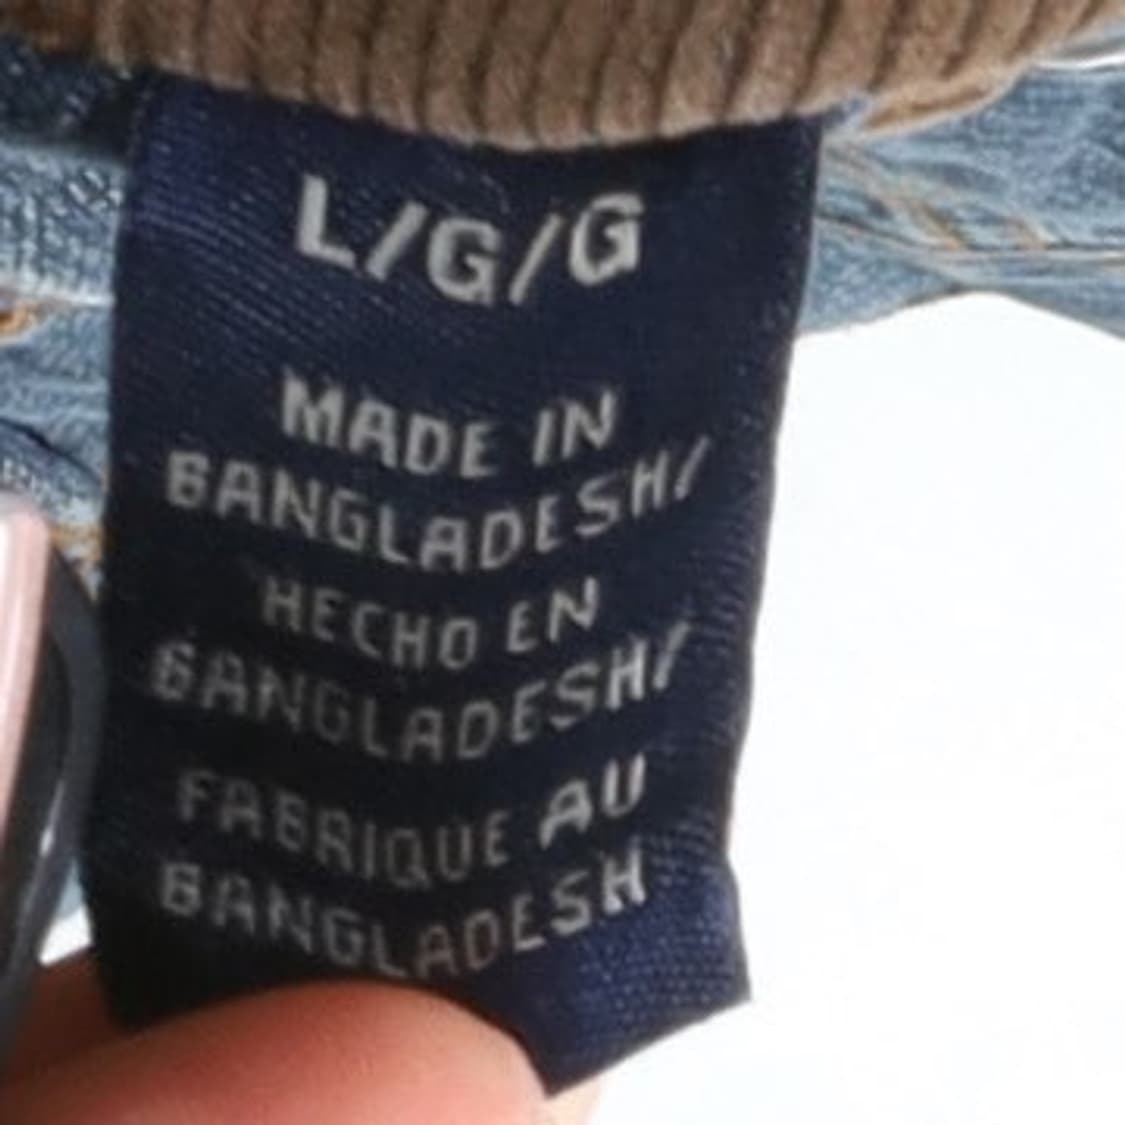 L/G/G
MADE IN
BANGLADESH/
HECHO EN
BANGLADESH/
FABRIQUE AU
BANGLADESH